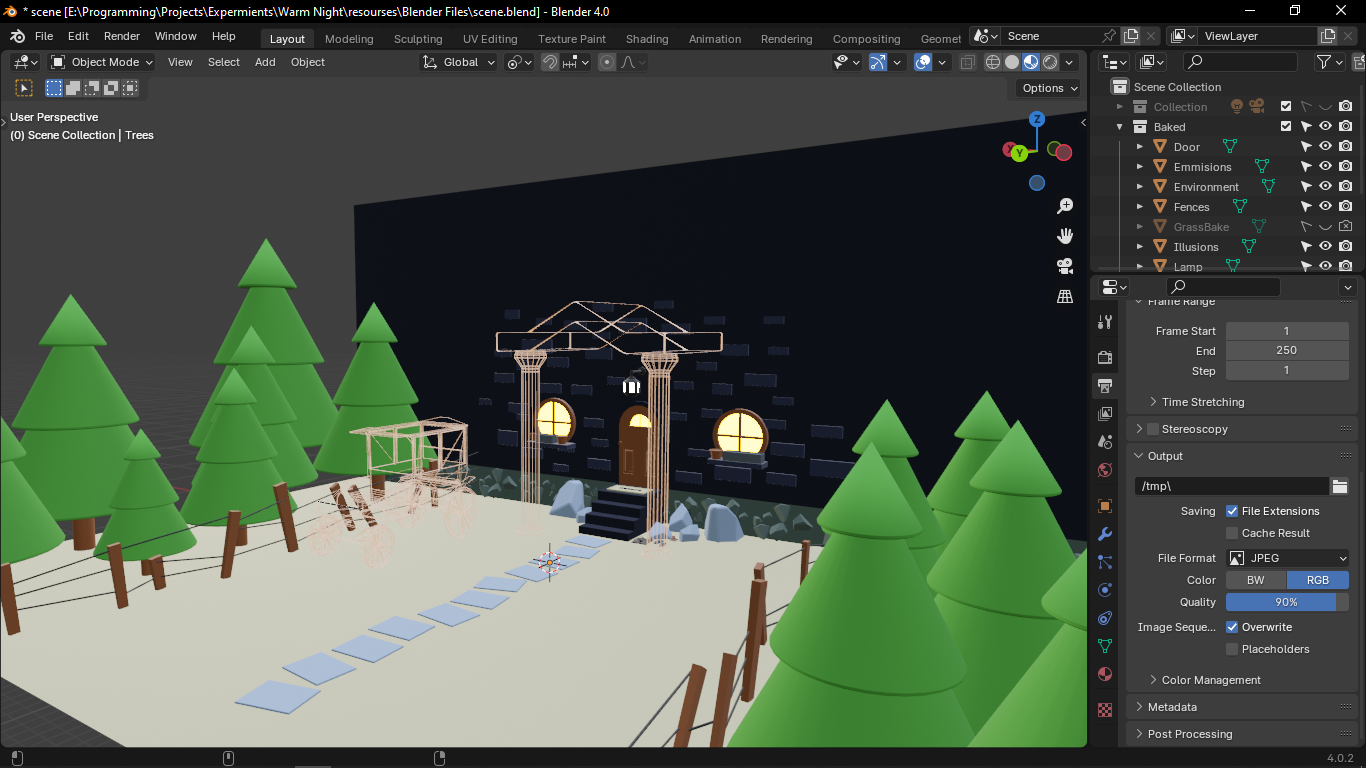 * scene [E:\Programming\Projects\Expermients\Warm Night\resourses\Blender Files\scene.blend] - Blender 4.0
File Edit Render Window Help Layout Modeling Sculpting UV Editing Texture Paint Shading Animation Rendering Compositing Geomet Scene ViewLayer
Object Mode View Select Add Object Global
Options
User Perspective
(0) Scene Collection | Trees
Z
Y
X
Scene Collection
Collection
Baked
Door
Emmisions
Environment
Fences
GrassBake
Illusions
Lamp
Frame Range
Frame Start 1
End 250
Step 1
Time Stretching
Stereoscopy
Output
/tmp\
Saving File Extensions
Cache Result
File Format JPEG
Color BW RGB
Quality 90%
Image Seque... Overwrite
Placeholders
Color Management
Metadata
Post Processing
4.0.2